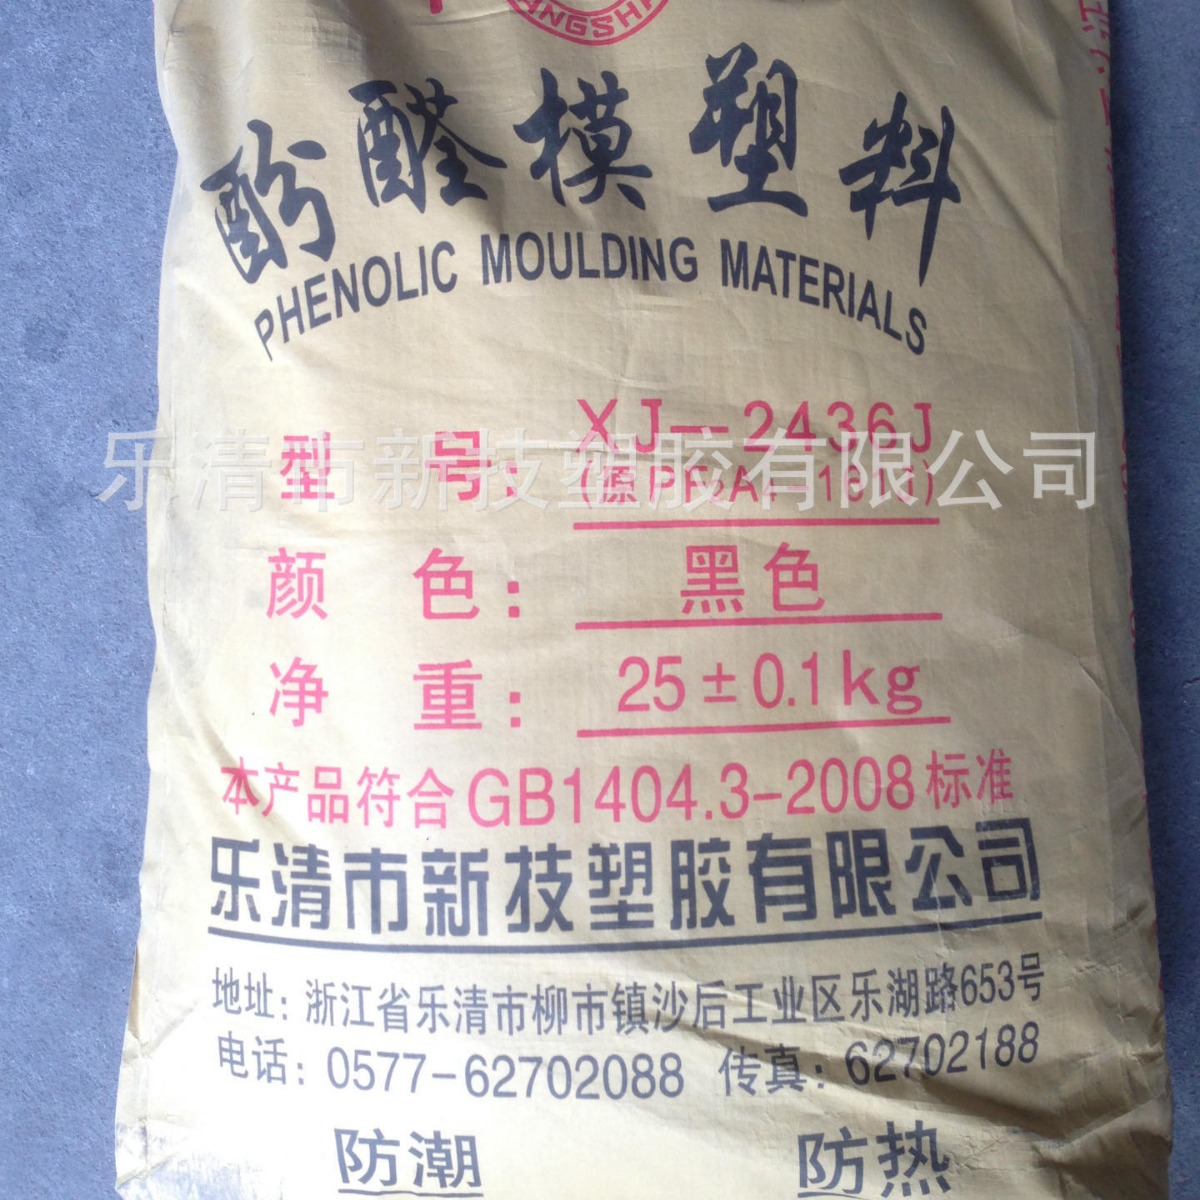 ANGSH
酚醛模塑料
PHENOLIC MOULDING MATERIALS
型号: XJ-2436J
乐清市新技塑胶有限公司
颜色: 黑色
净重: 25±0.1kg
本产品符合GB1404.3-2008标准
乐清市新技塑胶有限公司
地址: 浙江省乐清市柳市镇沙后工业区乐湖路653号
电话: 0577-62702088 传真: 62702188
防潮 防热